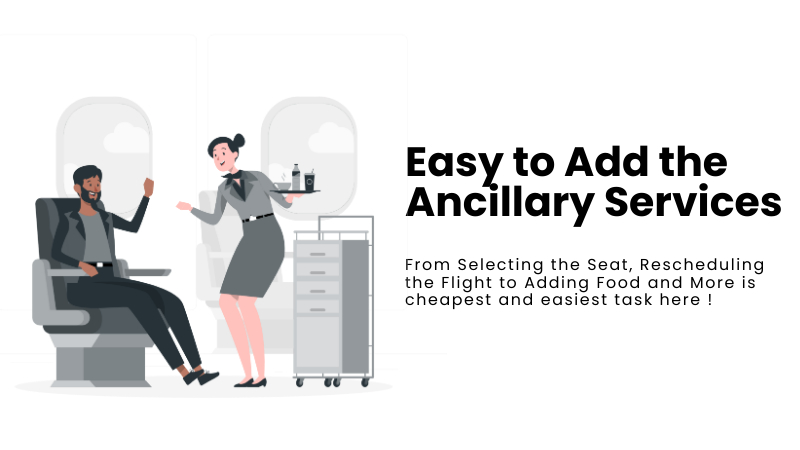 Easy to Add the
Ancillary Services
From Selecting the Seat, Rescheduling
the Flight to Adding Food and More is
cheapest and easiest task here !